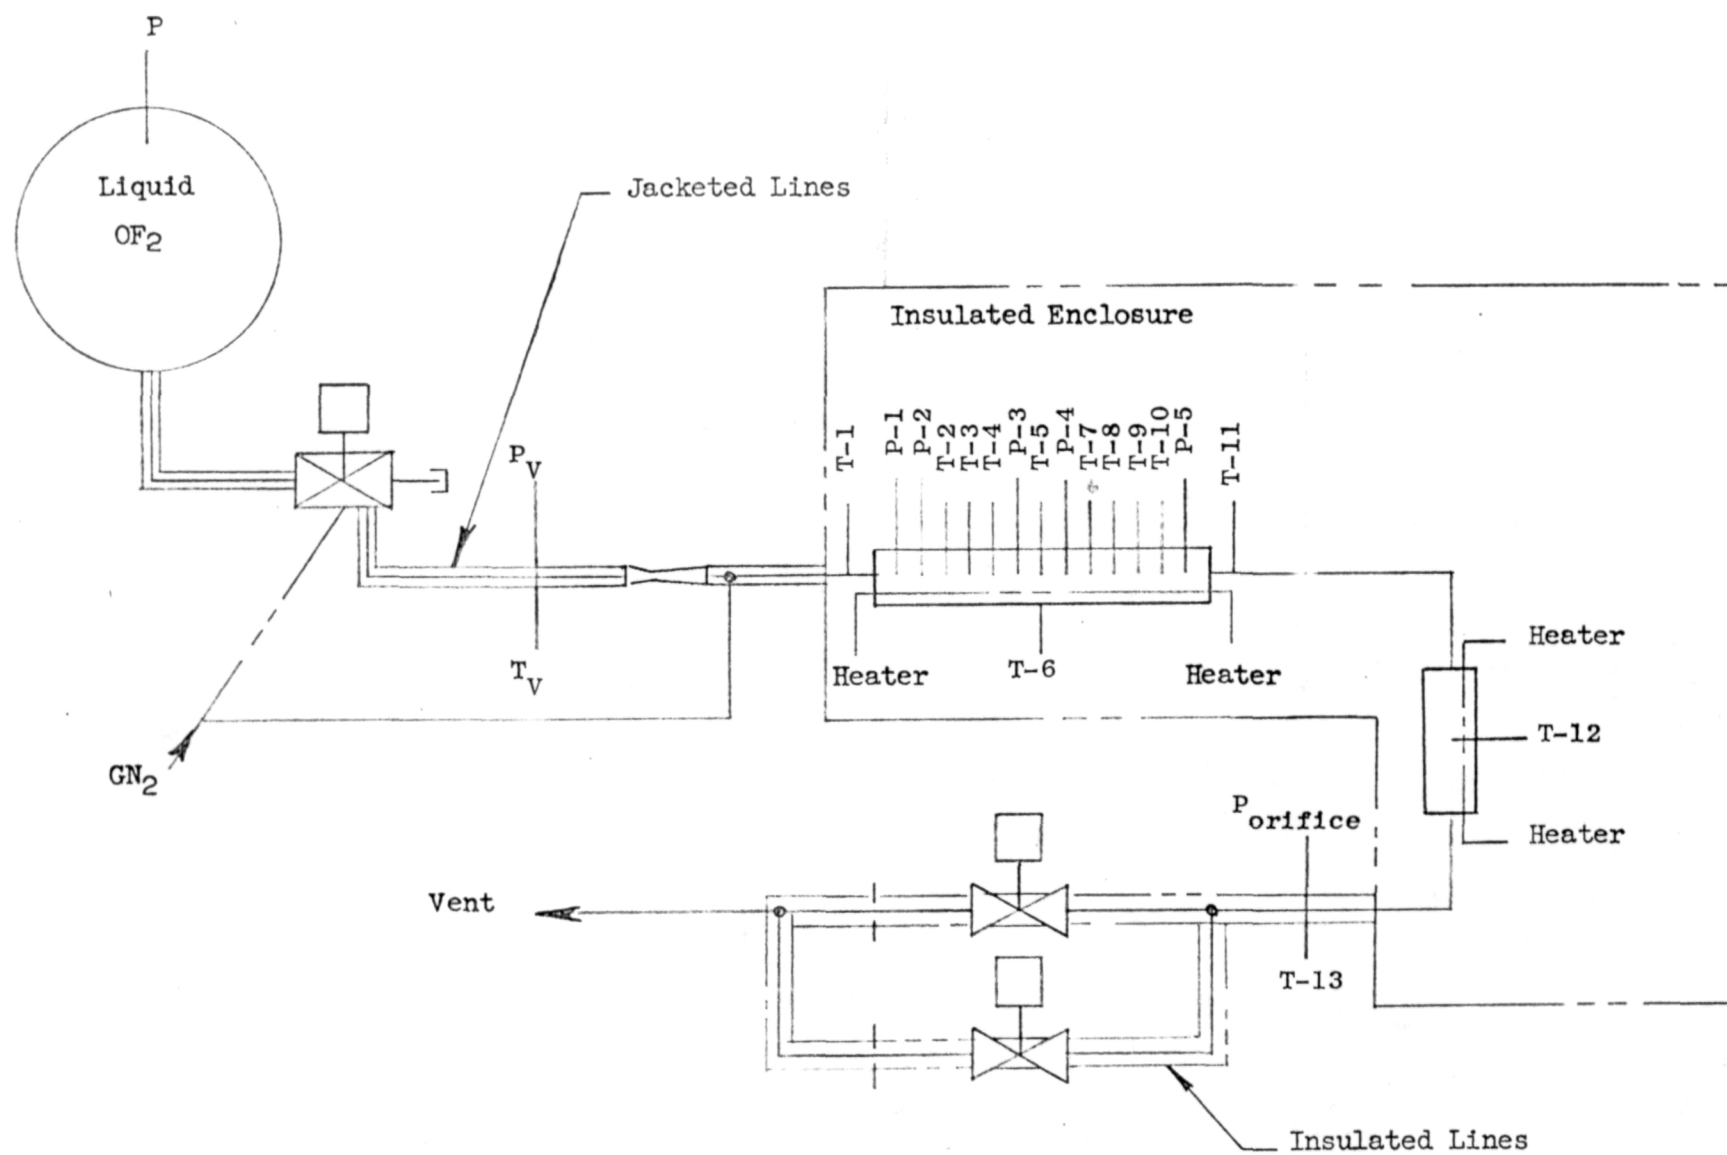 P
Liquid
OF2
Jacketed Lines
Insulated Enclosure
T-1
P-1
P-2
T-2
T-3
T-4
P-3
T-5
P-4
T-7
T-8
T-9
T-10
P-5
T-11
PV
TV
Heater
T-6
Heater
Heater
T-12
Heater
GN2
Porifice
T-13
Vent
Insulated Lines